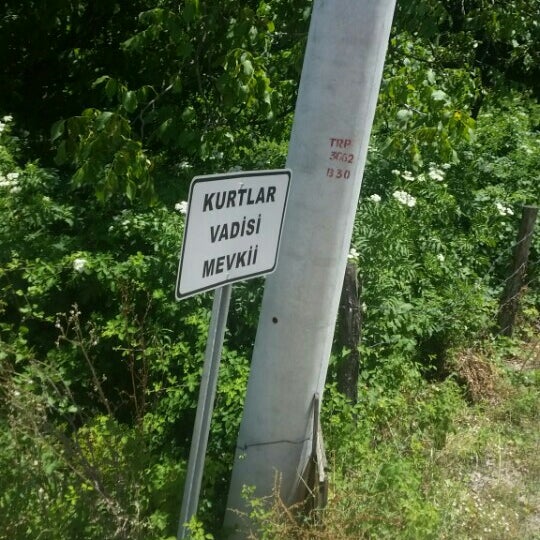 KURTLAR
VADİSİ
MEVKİİ
TRP
3662
B30